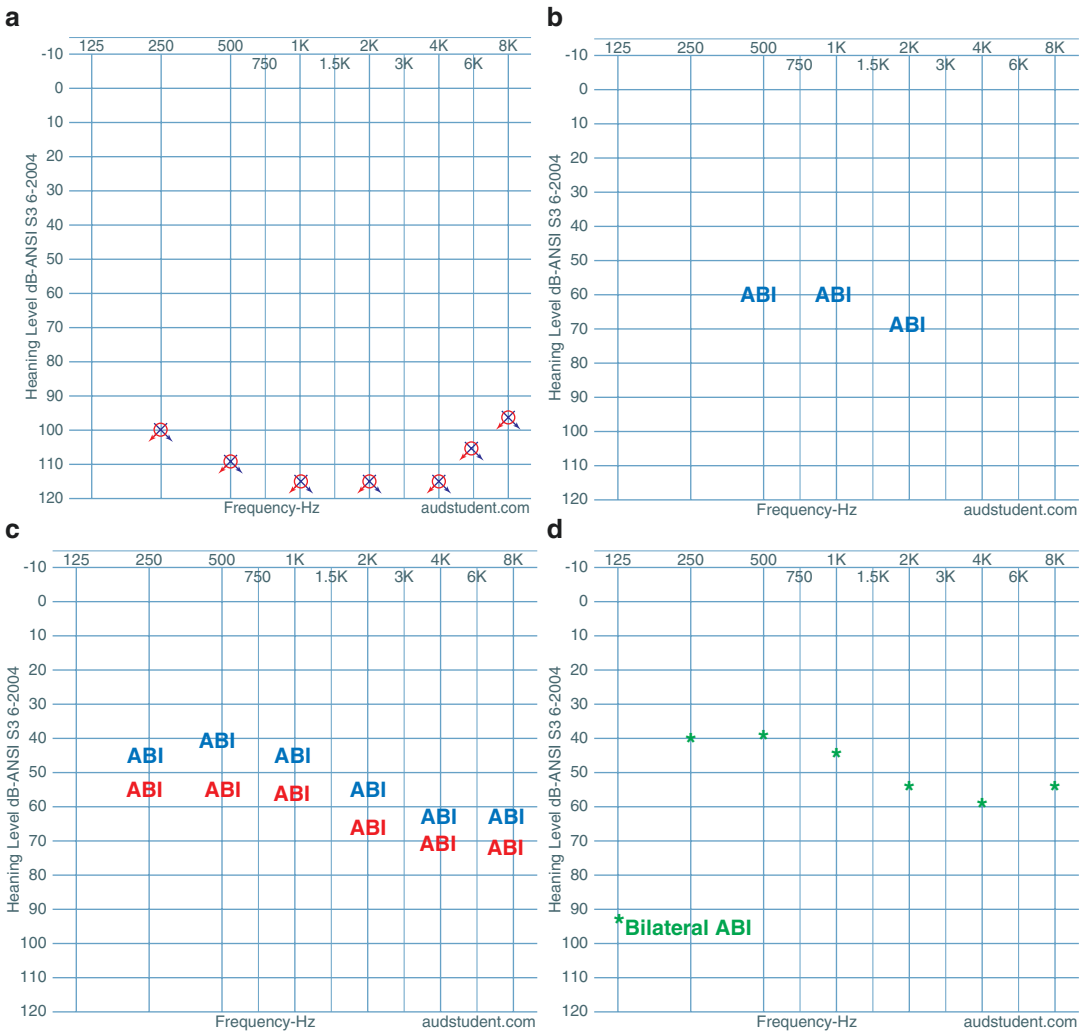 a
125 250 500 1K 2K 4K 8K
-10
750 1.5K 3K 6K
0
10
20
30
40
50
60
70
80
90
100
110
120
Heaning Level dB-ANSI S3 6-2004
Frequency-Hz audstudent.com
b
125 250 500 1K 2K 4K 8K
-10
750 1.5K 3K 6K
0
10
20
30
40
50
60
70
80
90
100
110
120
Heaning Level dB-ANSI S3 6-2004
ABI ABI
ABI
Frequency-Hz audstudent.com
c
125 250 500 1K 2K 4K 8K
-10
750 1.5K 3K 6K
0
10
20
30
40
50
60
70
80
90
100
110
120
Heaning Level dB-ANSI S3 6-2004
ABI ABI ABI ABI ABI ABI
ABI ABI ABI ABI ABI ABI
Frequency-Hz audstudent.com
d
125 250 500 1K 2K 4K 8K
-10
750 1.5K 3K 6K
0
10
20
30
40
50
60
70
80
90
100
110
120
Heaning Level dB-ANSI S3 6-2004
* * * * * *
*Bilateral ABI
Frequency-Hz audstudent.com